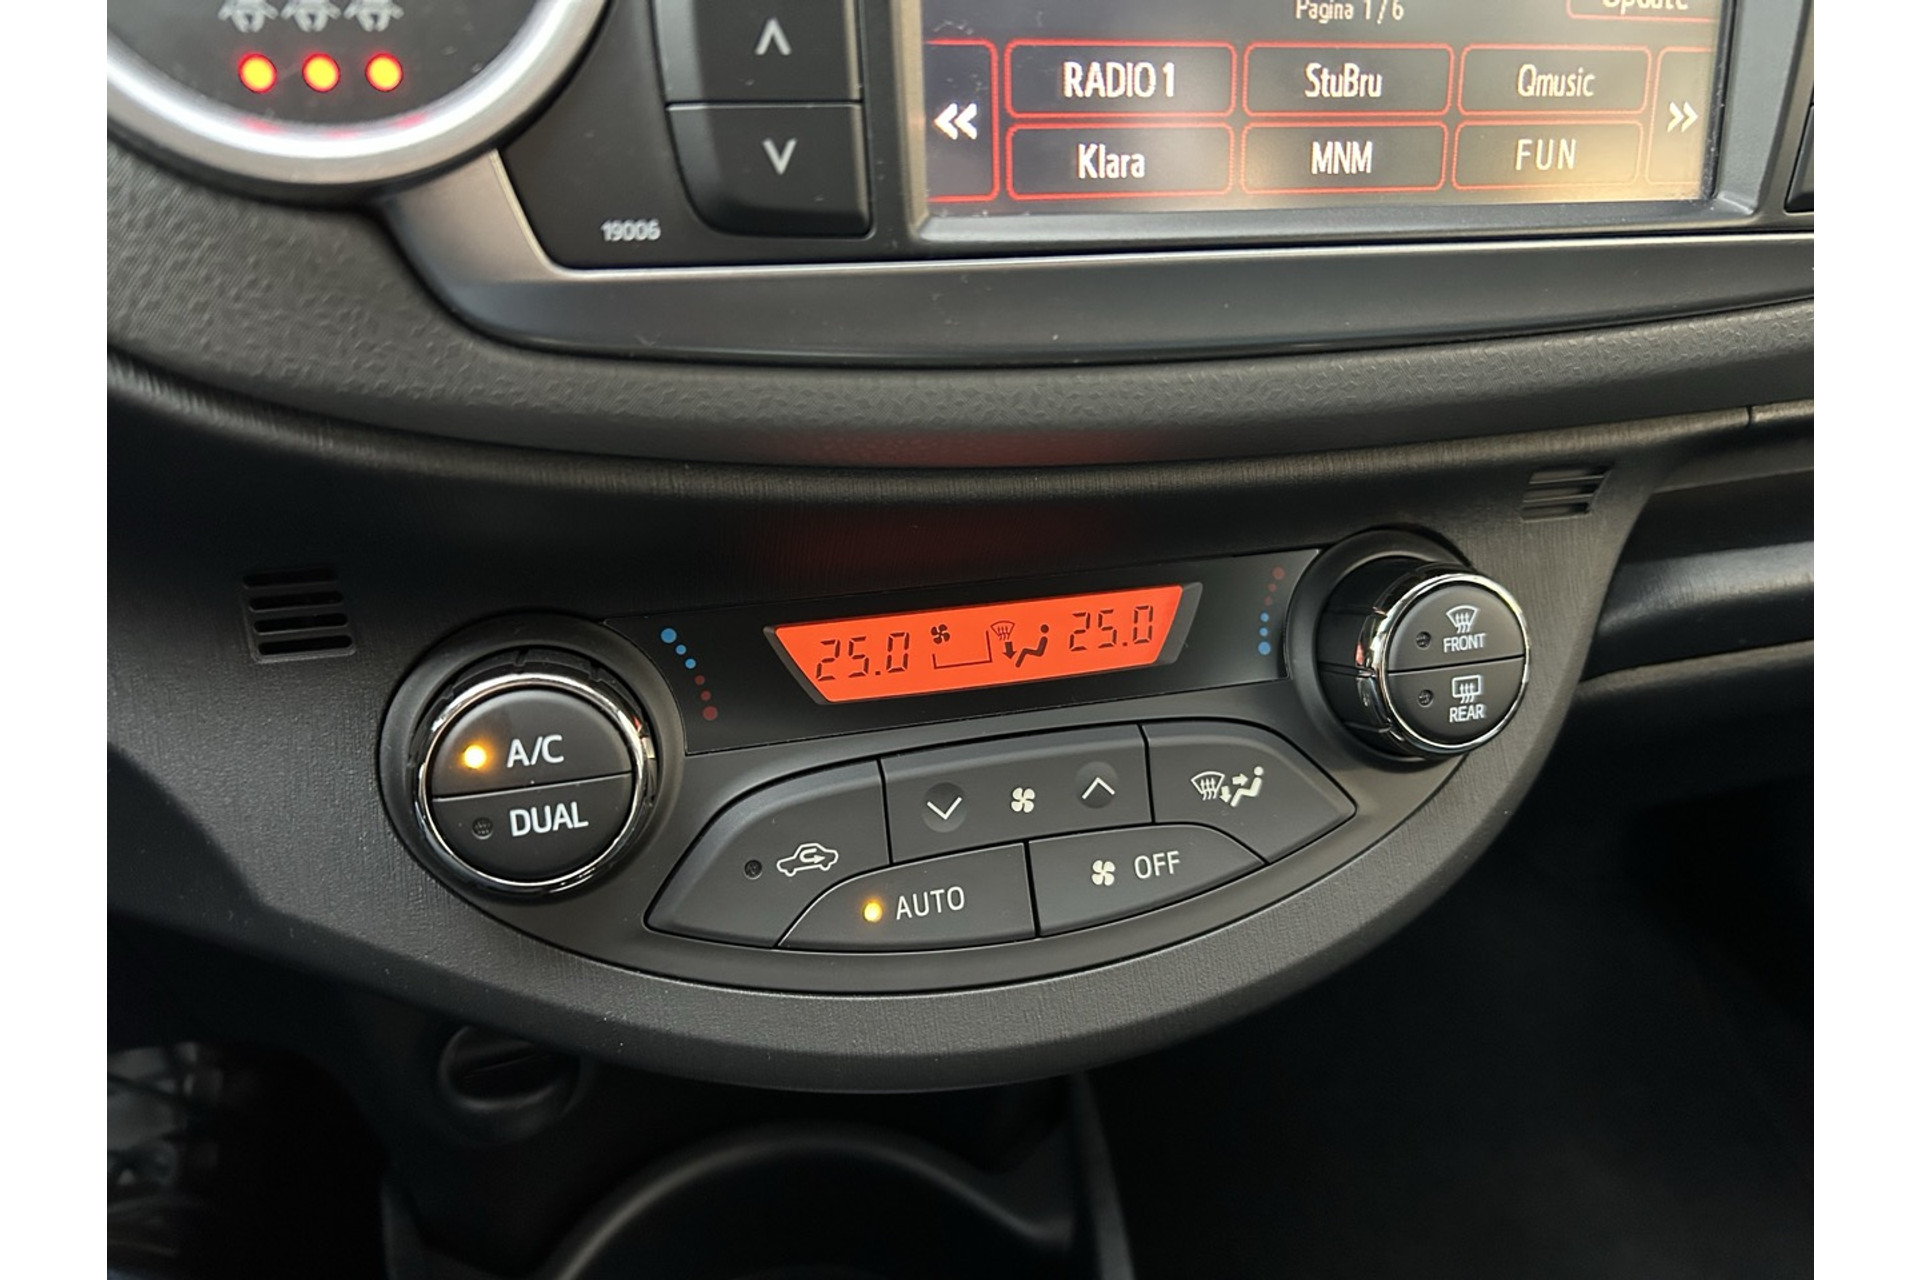 Pagina 1/6
Update
RADIO 1
StuBru
Qmusic
Klara
MNM
FUN
19006
25.0
25.0
FRONT
REAR
A/C
DUAL
AUTO
OFF